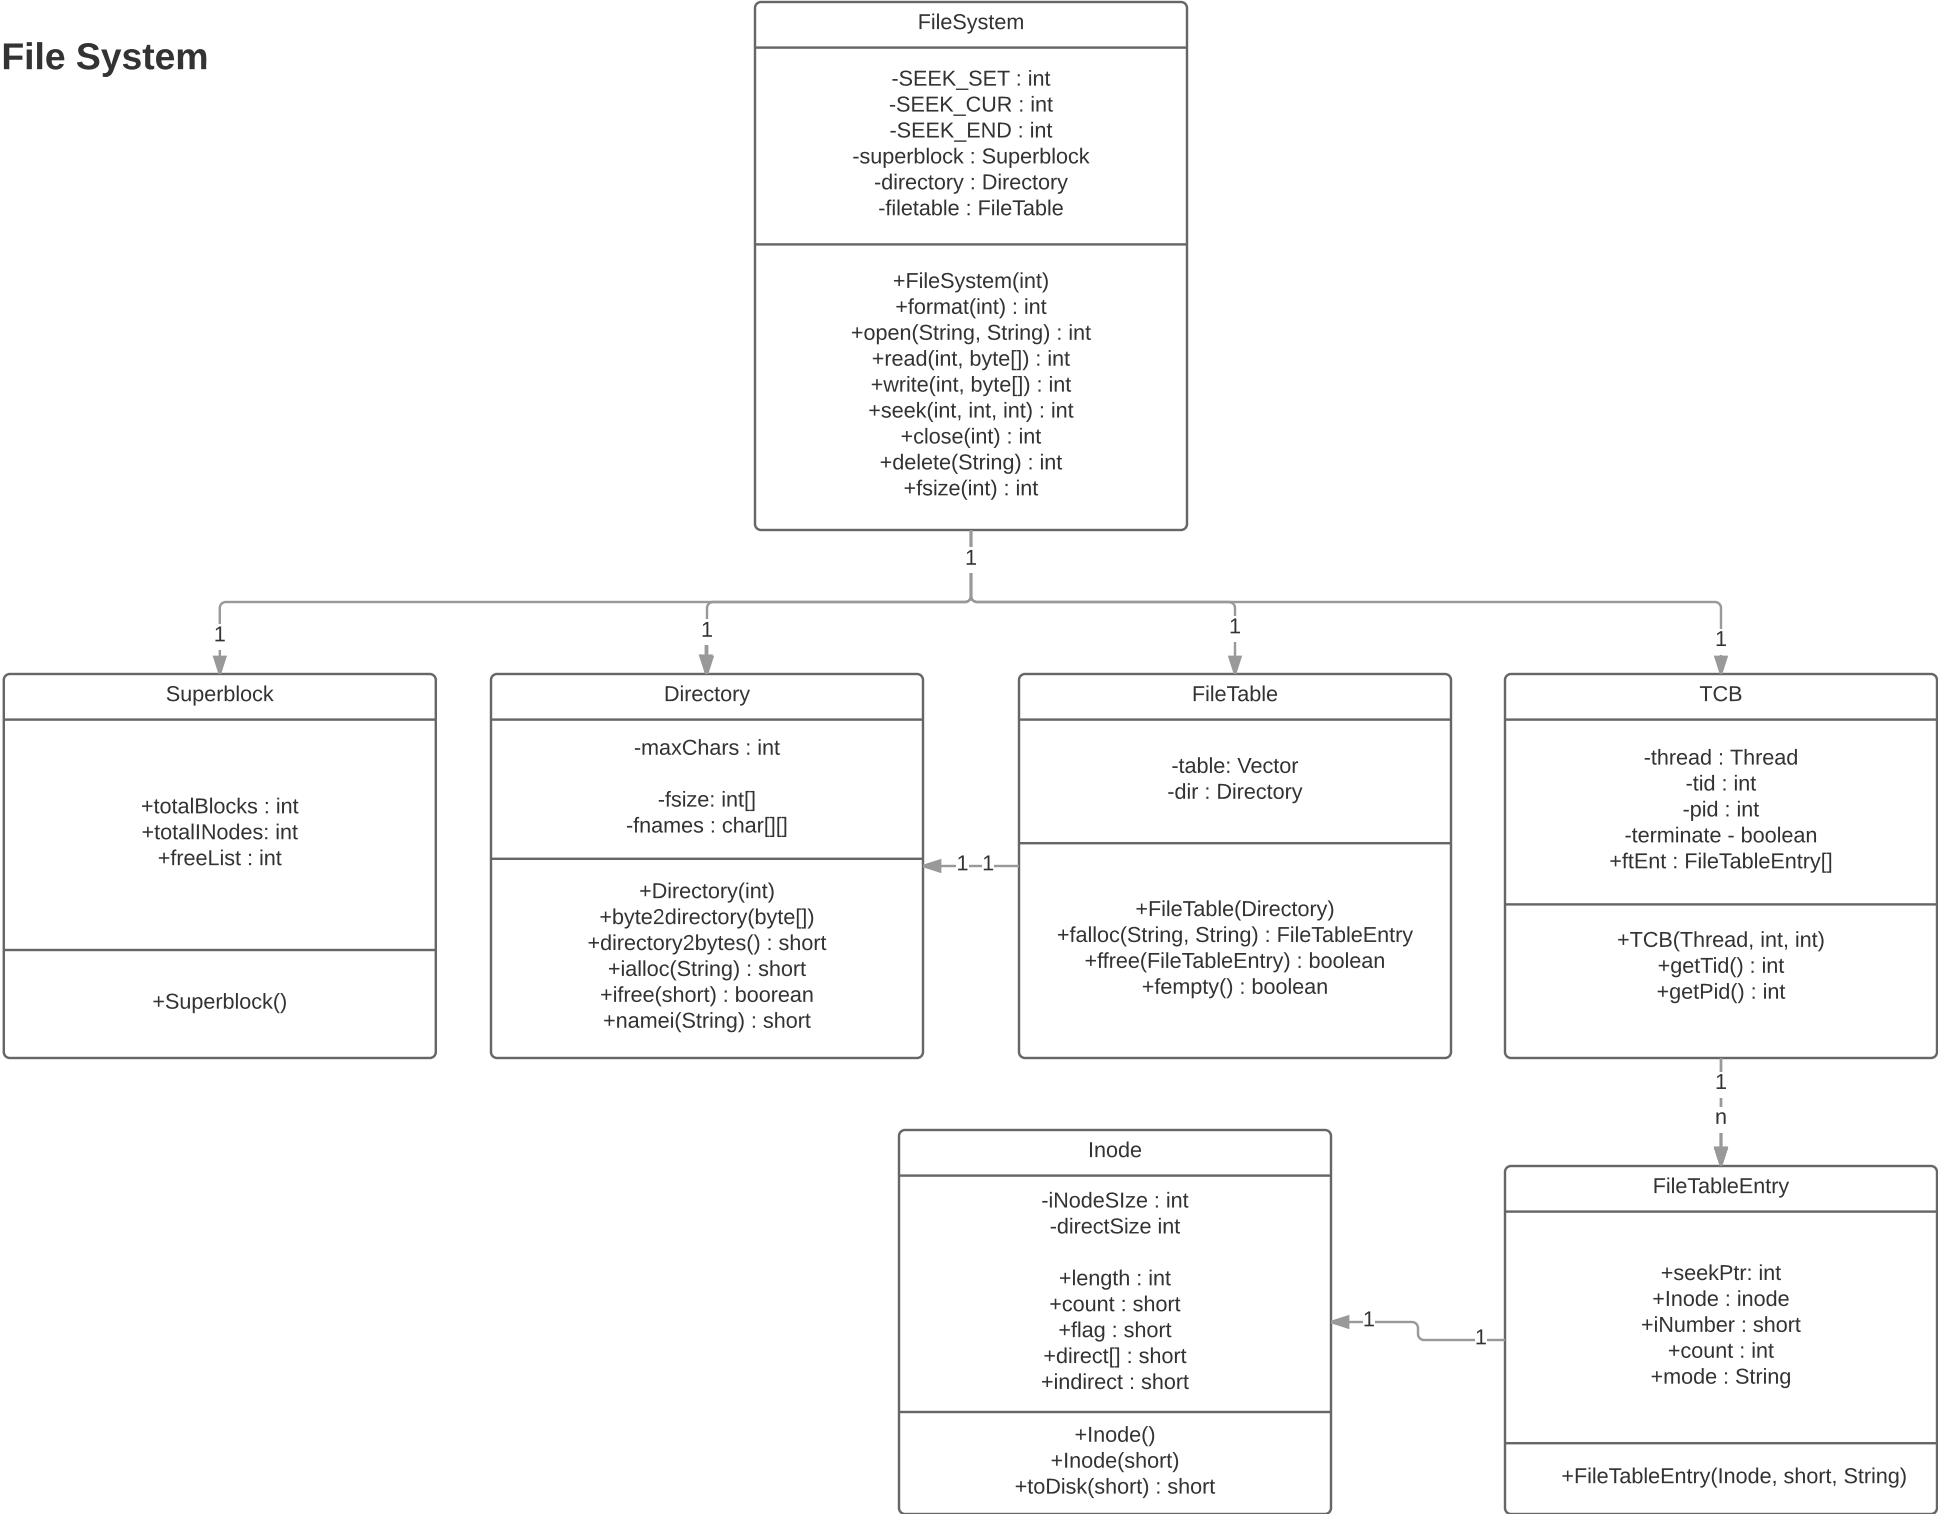 File System
FileSystem
-SEEK_SET : int
-SEEK_CUR : int
-SEEK_END : int
-superblock : Superblock
-directory : Directory
-filetable : FileTable
+FileSystem(int)
+format(int) : int
+open(String, String) : int
+read(int, byte[]) : int
+write(int, byte[]) : int
+seek(int, int, int) : int
+close(int) : int
+delete(String) : int
+fsize(int) : int
1
1
1
1
1
Superblock
+totalBlocks : int
+totalINodes: int
+freeList : int
+Superblock()
Directory
-maxChars : int
-fsize: int[]
-fnames : char[][]
+Directory(int)
+byte2directory(byte[])
+directory2bytes() : short
+ialloc(String) : short
+ifree(short) : boorean
+namei(String) : short
1 1
FileTable
-table: Vector
-dir : Directory
+FileTable(Directory)
+falloc(String, String) : FileTableEntry
+ffree(FileTableEntry) : boolean
+fempty() : boolean
TCB
-thread : Thread
-tid : int
-pid : int
-terminate - boolean
+ftEnt : FileTableEntry[]
+TCB(Thread, int, int)
+getTid() : int
+getPid() : int
1
n
Inode
-iNodeSIze : int
-directSize int
+length : int
+count : short
+flag : short
+direct[] : short
+indirect : short
+Inode()
+Inode(short)
+toDisk(short) : short
1
1
FileTableEntry
+seekPtr: int
+Inode : inode
+iNumber : short
+count : int
+mode : String
+FileTableEntry(Inode, short, String)